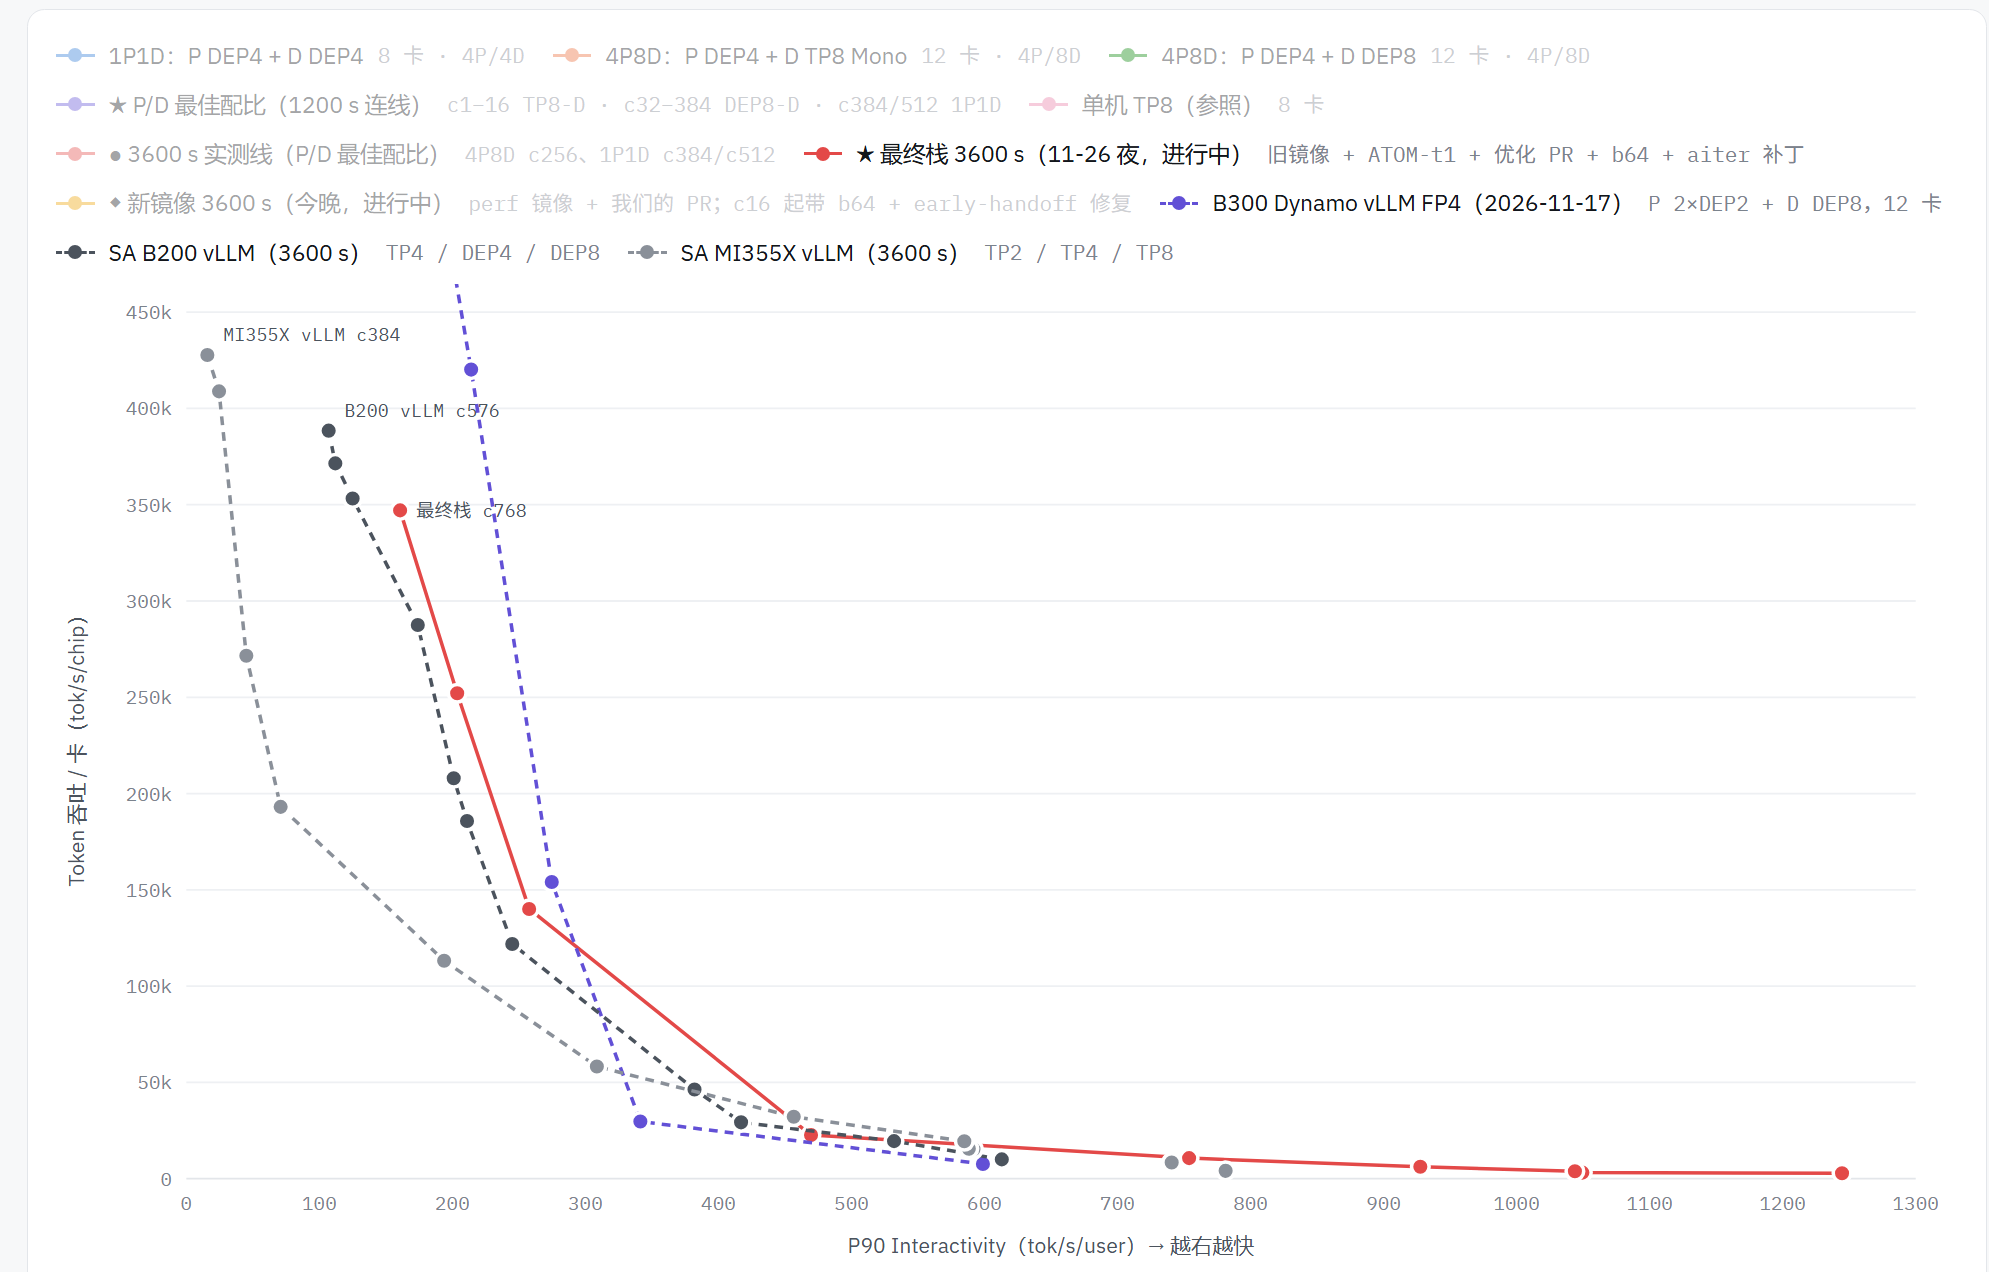 1P1D：P DEP4 + D DEP4 8 卡 · 4P/4D 4P8D：P DEP4 + D TP8 Mono 12 卡 · 4P/8D 4P8D：P DEP4 + D DEP8 12 卡 · 4P/8D
★ P/D 最佳配比（1200 s 连线） c1–16 TP8-D · c32–384 DEP8-D · c384/512 1P1D 单机 TP8（参照） 8 卡
● 3600 s 实测线（P/D 最佳配比） 4P8D c256、1P1D c384/c512 ★ 最终栈 3600 s（11-26 夜，进行中） 旧镜像 + ATOM-t1 + 优化 PR + b64 + aiter 补丁
◆ 新镜像 3600 s（今晚，进行中） perf 镜像 + 我们的 PR；c16 起带 b64 + early-handoff 修复 B300 Dynamo vLLM FP4（2026-11-17） P 2×DEP2 + D DEP8，12 卡
SA B200 vLLM（3600 s） TP4 / DEP4 / DEP8 SA MI355X vLLM（3600 s） TP2 / TP4 / TP8
450k
MI355X vLLM c384
400k
B200 vLLM c576
350k
最终栈 c768
300k
250k
200k
150k
100k
50k
0
Token 吞吐 / 卡（tok/s/chip）
0 100 200 300 400 500 600 700 800 900 1000 1100 1200 1300
P90 Interactivity（tok/s/user）→ 越右越快